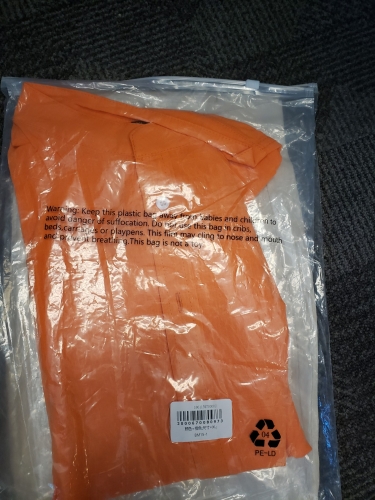 Warning: Keep this plastic bag away from babies and children to
avoid danger of suffocation. Do not use this bag in cribs,
beds,carriages or playpens. This film may cling to nose and mouth
and prevent breathing.This bag is not a toy.
04
PE-LD